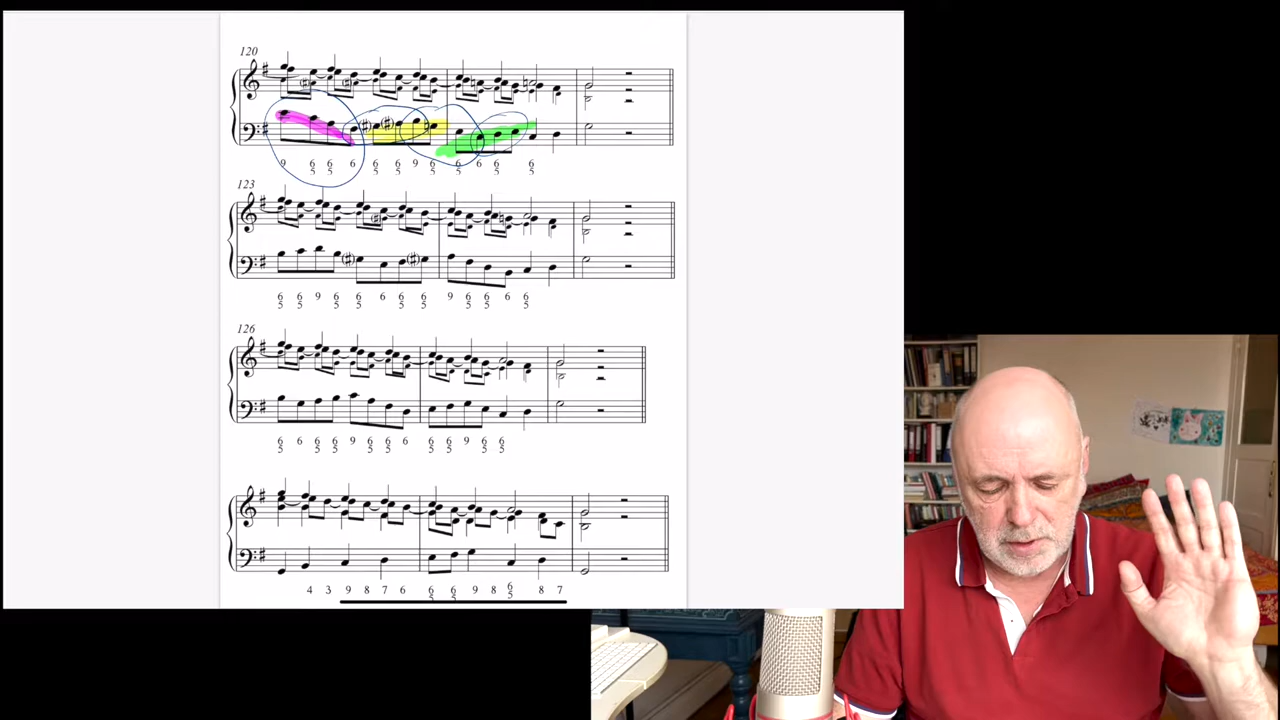 120
9 6 6 6 6 6 9 6 6 6 6 6
5 5 5 5 5 5 5 5
123
6 6 9 6 6 6 6 6 9 6 6 6 6
5 5 5 5 5 5 5 5 5
126
6 6 6 6 9 6 6 6 6 6 9 6 6
5 5 5 5 5 5 5 5 5
4 3 9 8 7 6 6 6 9 8 6 8 7
5 5 5